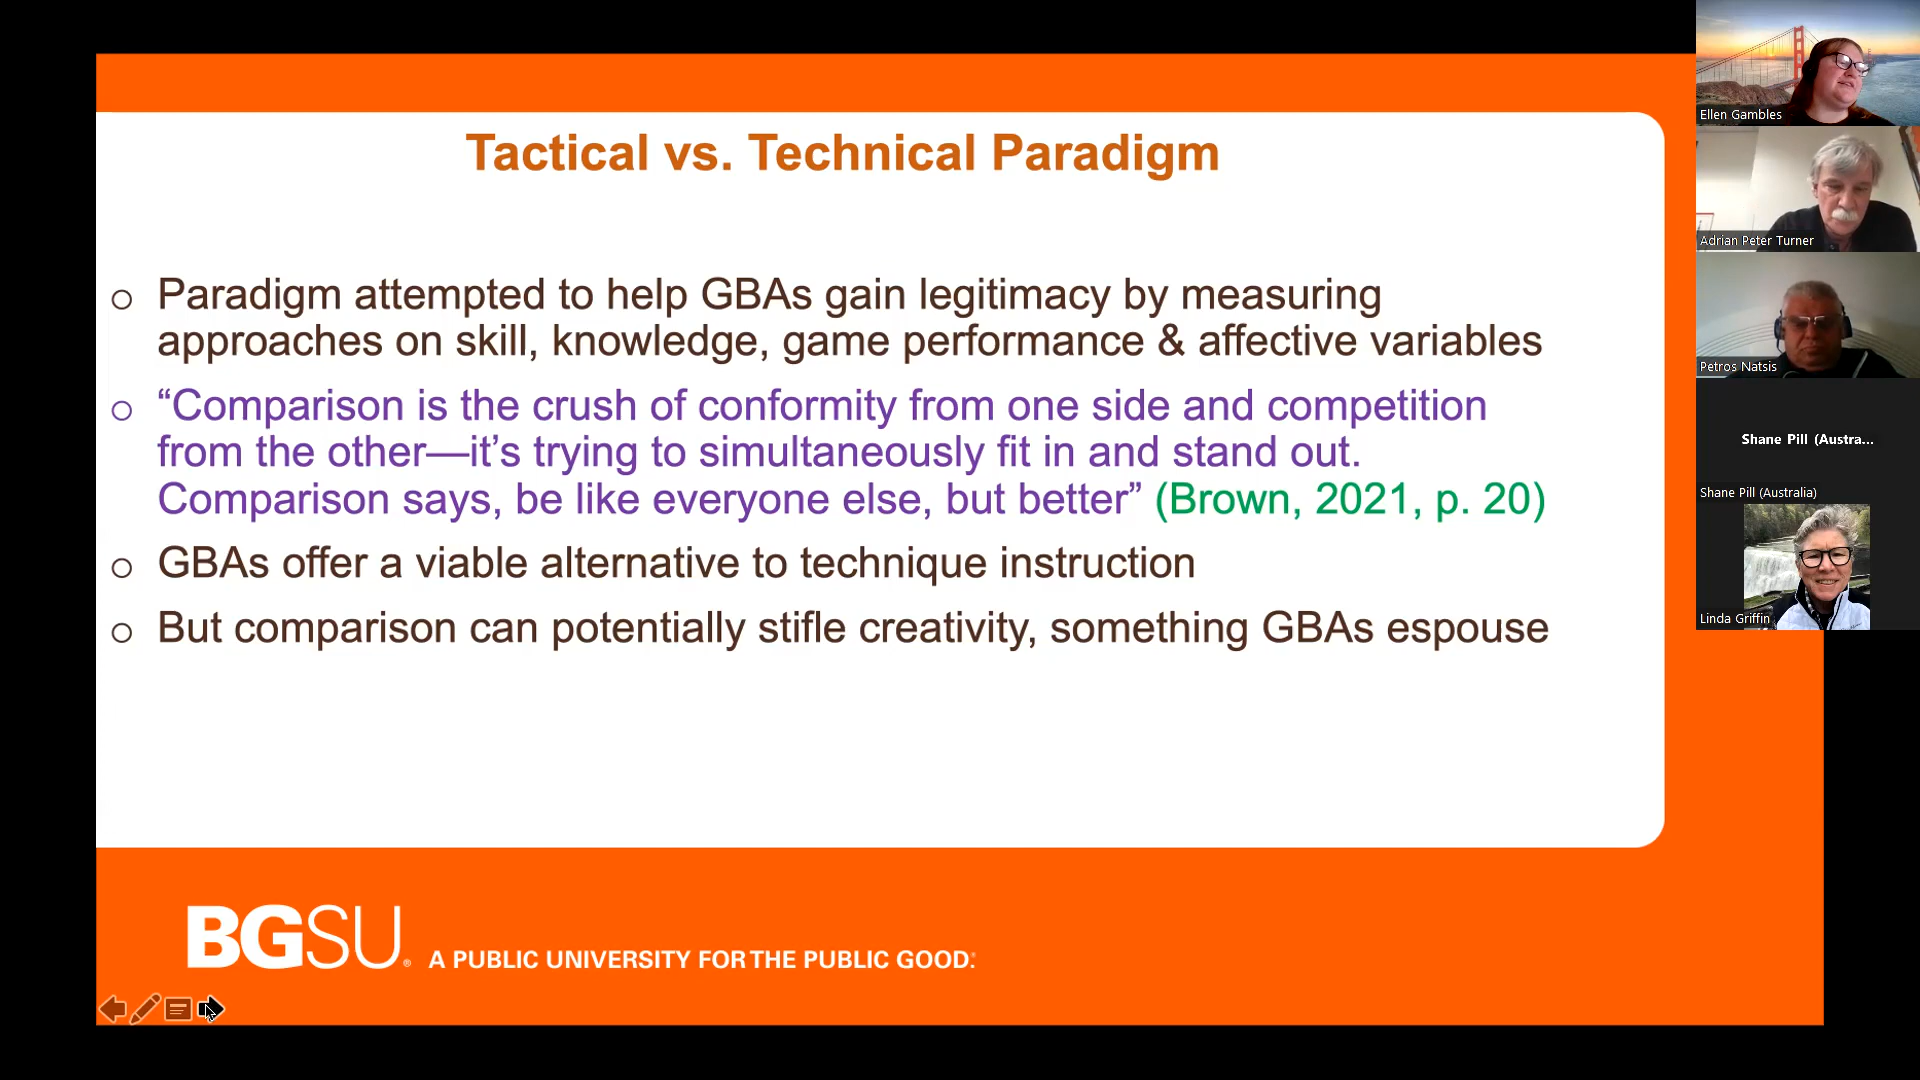 Tactical vs. Technical Paradigm
o Paradigm attempted to help GBAs gain legitimacy by measuring
approaches on skill, knowledge, game performance & affective variables
o “Comparison is the crush of conformity from one side and competition
from the other—it’s trying to simultaneously fit in and stand out.
Comparison says, be like everyone else, but better” (Brown, 2021, p. 20)
o GBAs offer a viable alternative to technique instruction
o But comparison can potentially stifle creativity, something GBAs espouse
BGSU® A PUBLIC UNIVERSITY FOR THE PUBLIC GOOD.
Ellen Gambles
Adrian Peter Turner
Petros Natsis
Shane Pill (Austra...
Shane Pill (Australia)
Linda Griffin